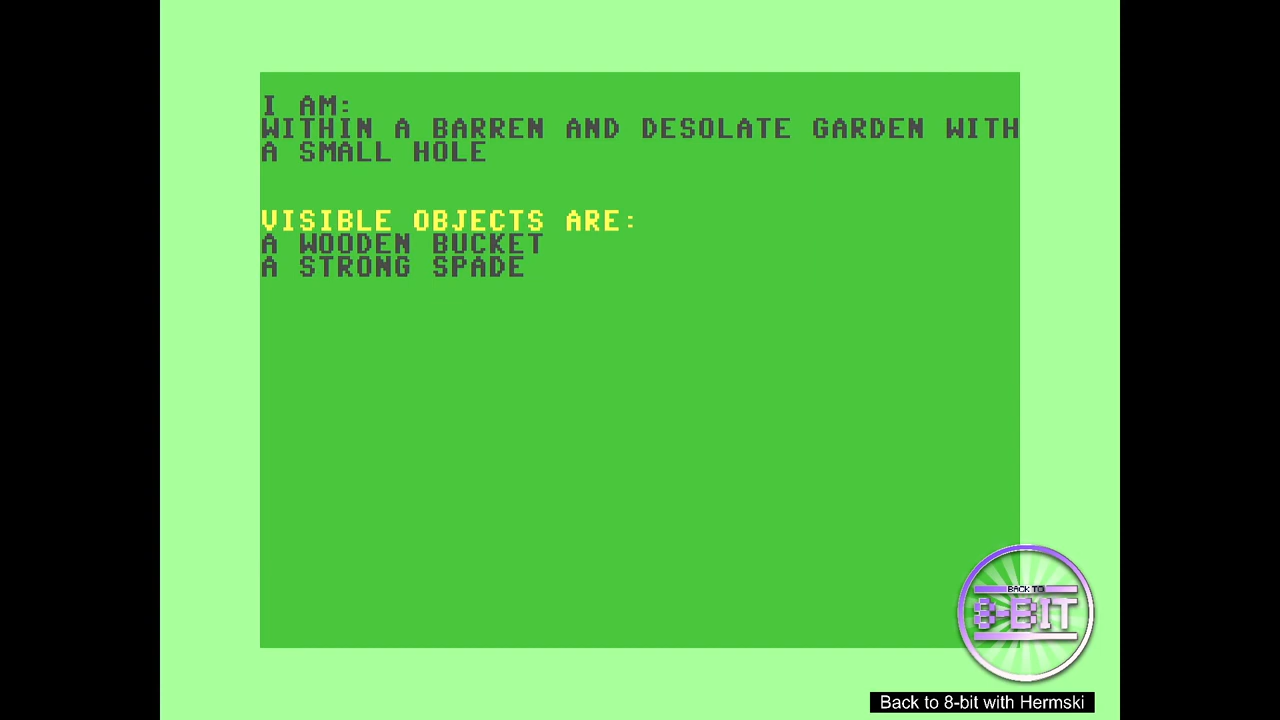 I AM:
WITHIN A BARREN AND DESOLATE GARDEN WITH
A SMALL HOLE
VISIBLE OBJECTS ARE:
A WOODEN BUCKET
A STRONG SPADE
BACK TO
8-BIT
Back to 8-bit with Hermski